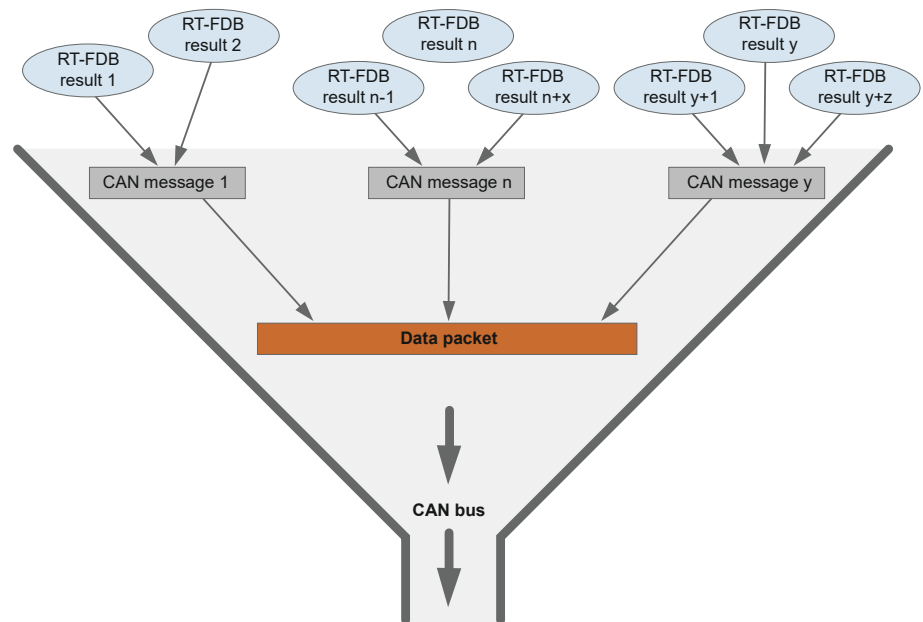 RT-FDB
result 1
RT-FDB
result 2
RT-FDB
result n
RT-FDB
result n-1
RT-FDB
result n+x
RT-FDB
result y
RT-FDB
result y+1
RT-FDB
result y+z
CAN message 1
CAN message n
CAN message y
Data packet
CAN bus